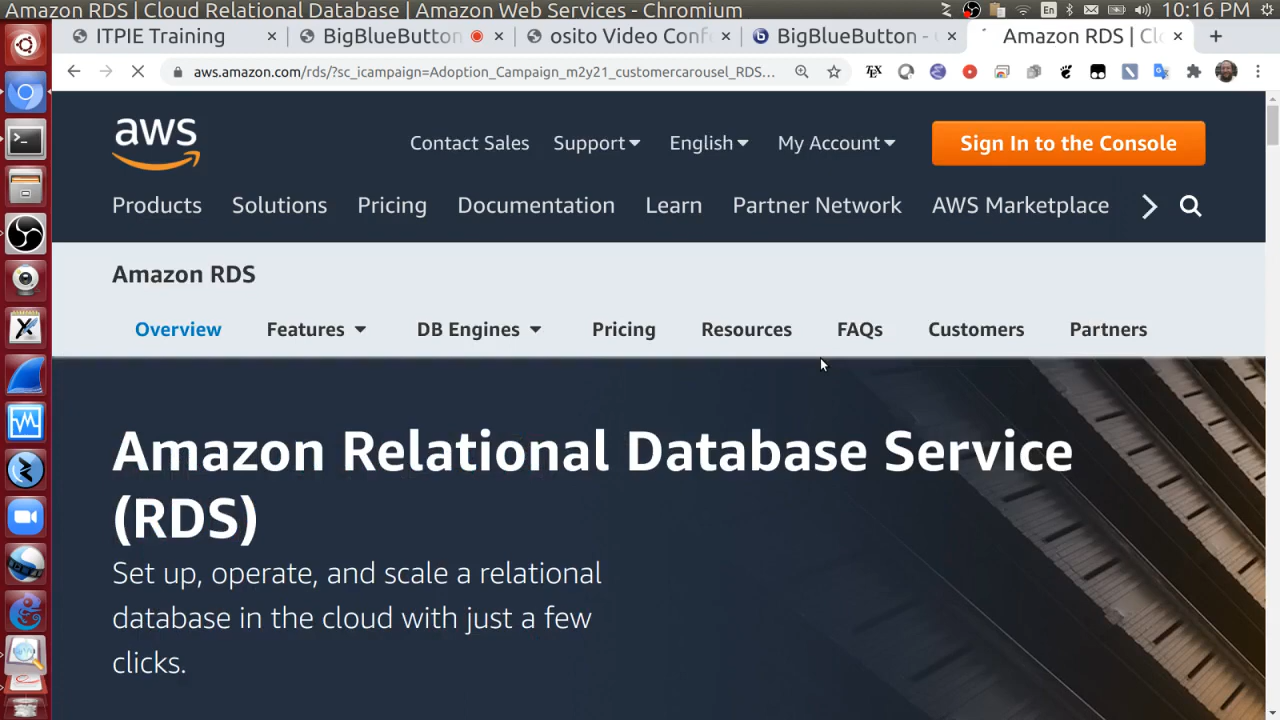 Amazon RDS | Cloud Relational Database | Amazon Web Services - Chromium
En
10:16 PM
ITPIE Training
BigBlueButton
osito Video Conf
BigBlueButton -
Amazon RDS | Clo
aws.amazon.com/rds/?sc_icampaign=Adoption_Campaign_m2y21_customercarousel_RDS...
aws
Contact Sales
Support
English
My Account
Sign In to the Console
Products
Solutions
Pricing
Documentation
Learn
Partner Network
AWS Marketplace
Amazon RDS
Overview
Features
DB Engines
Pricing
Resources
FAQs
Customers
Partners
Amazon Relational Database Service
(RDS)
Set up, operate, and scale a relational
database in the cloud with just a few
clicks.